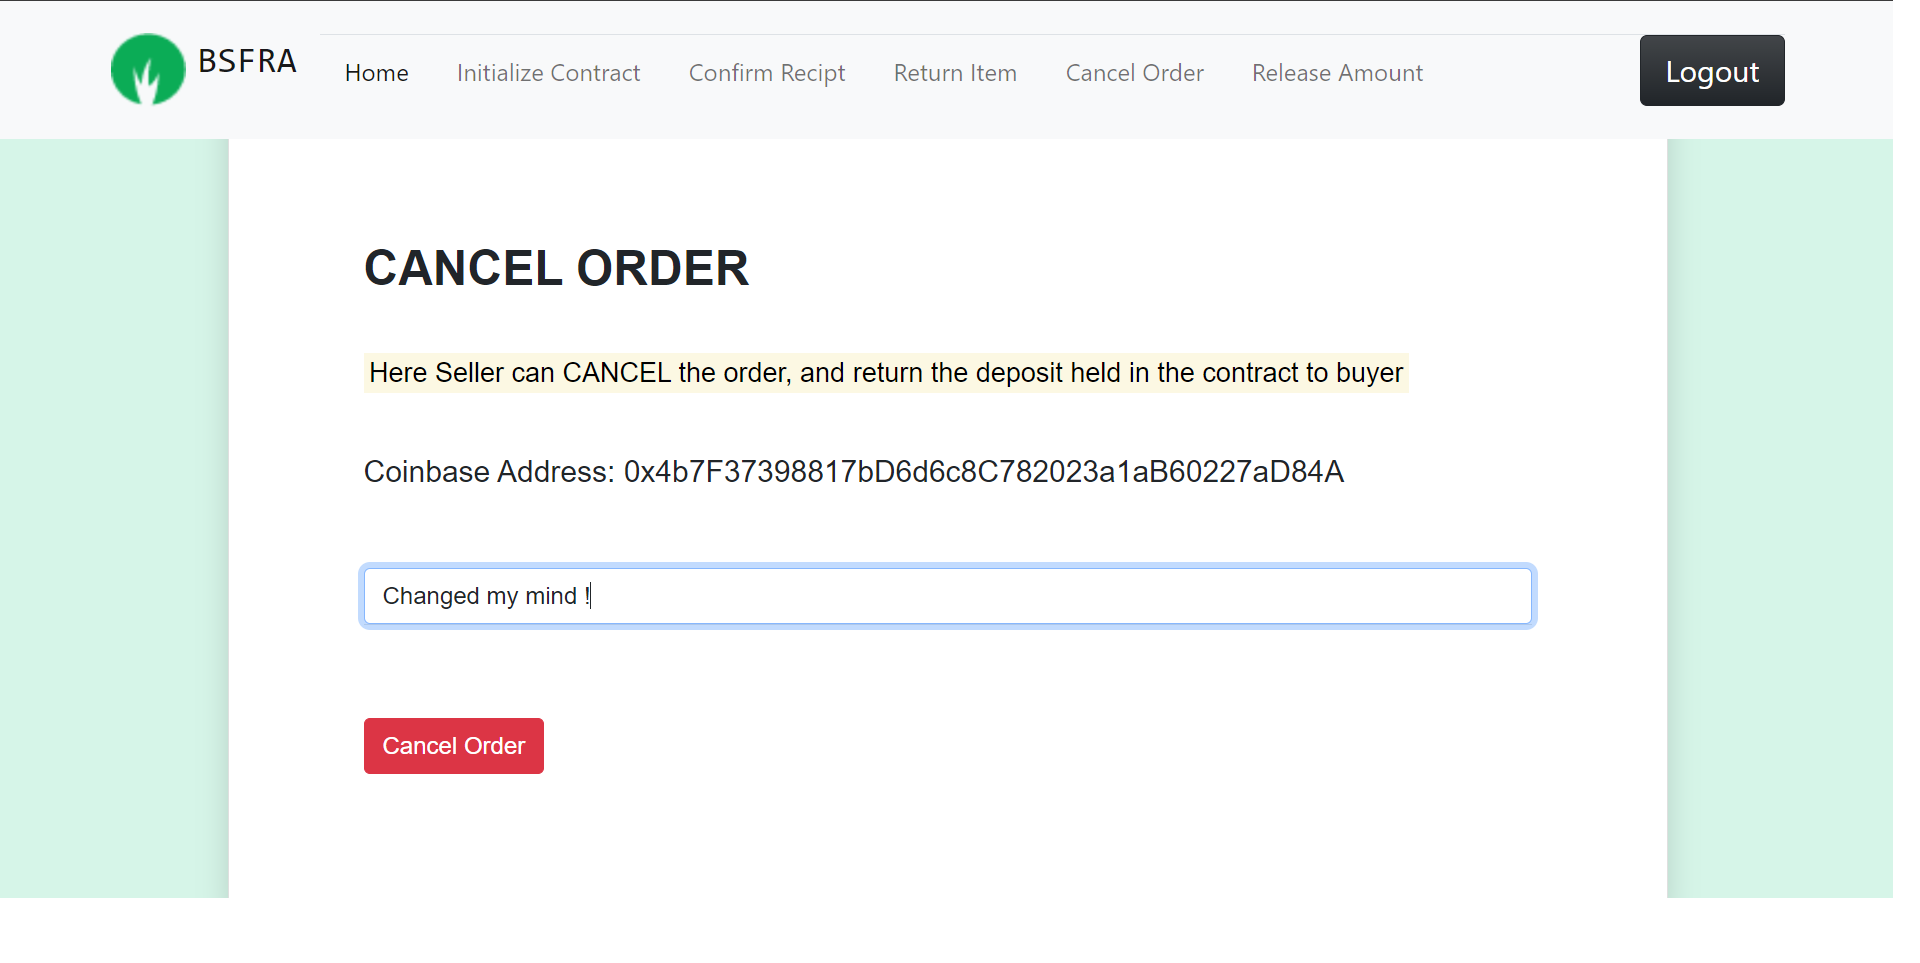 BSFRA
Home Initialize Contract Confirm Recipt Return Item Cancel Order Release Amount
Logout
CANCEL ORDER
Here Seller can CANCEL the order, and return the deposit held in the contract to buyer
Coinbase Address: 0x4b7F37398817bD6d6c8C782023a1aB60227aD84A
Changed my mind !
Cancel Order